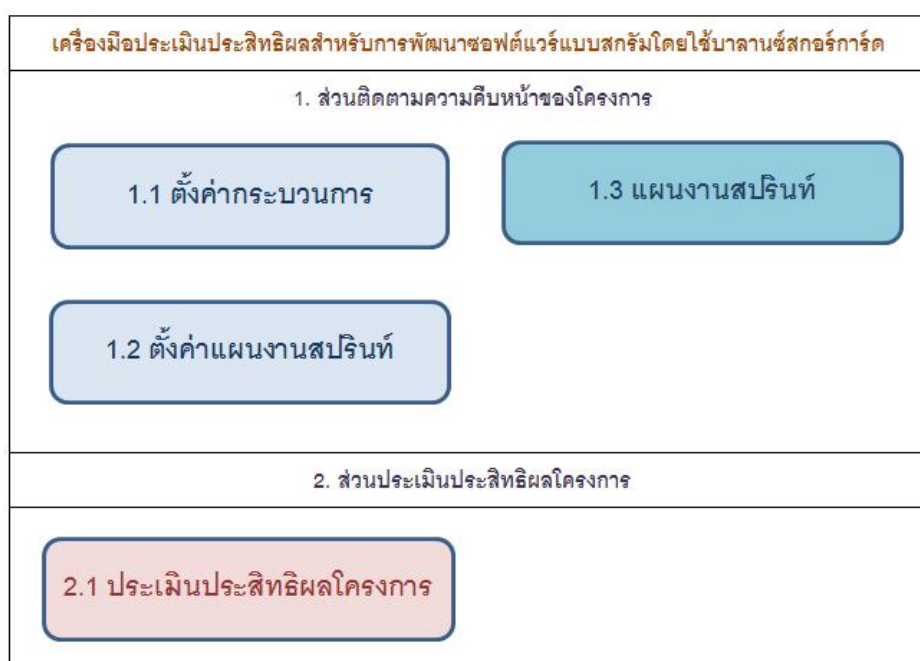 เครื่องมือประเมินประสิทธิผลสำหรับการพัฒนาซอฟต์แวร์แบบสกรัมโดยใช้บาลานซ์สกอร์การ์ด
1. ส่วนติดตามความคืบหน้าของโครงการ
1.1 ตั้งค่ากระบวนการ
1.3 แผนงานสปรินท์
1.2 ตั้งค่าแผนงานสปรินท์
2. ส่วนประเมินประสิทธิผลโครงการ
2.1 ประเมินประสิทธิผลโครงการ